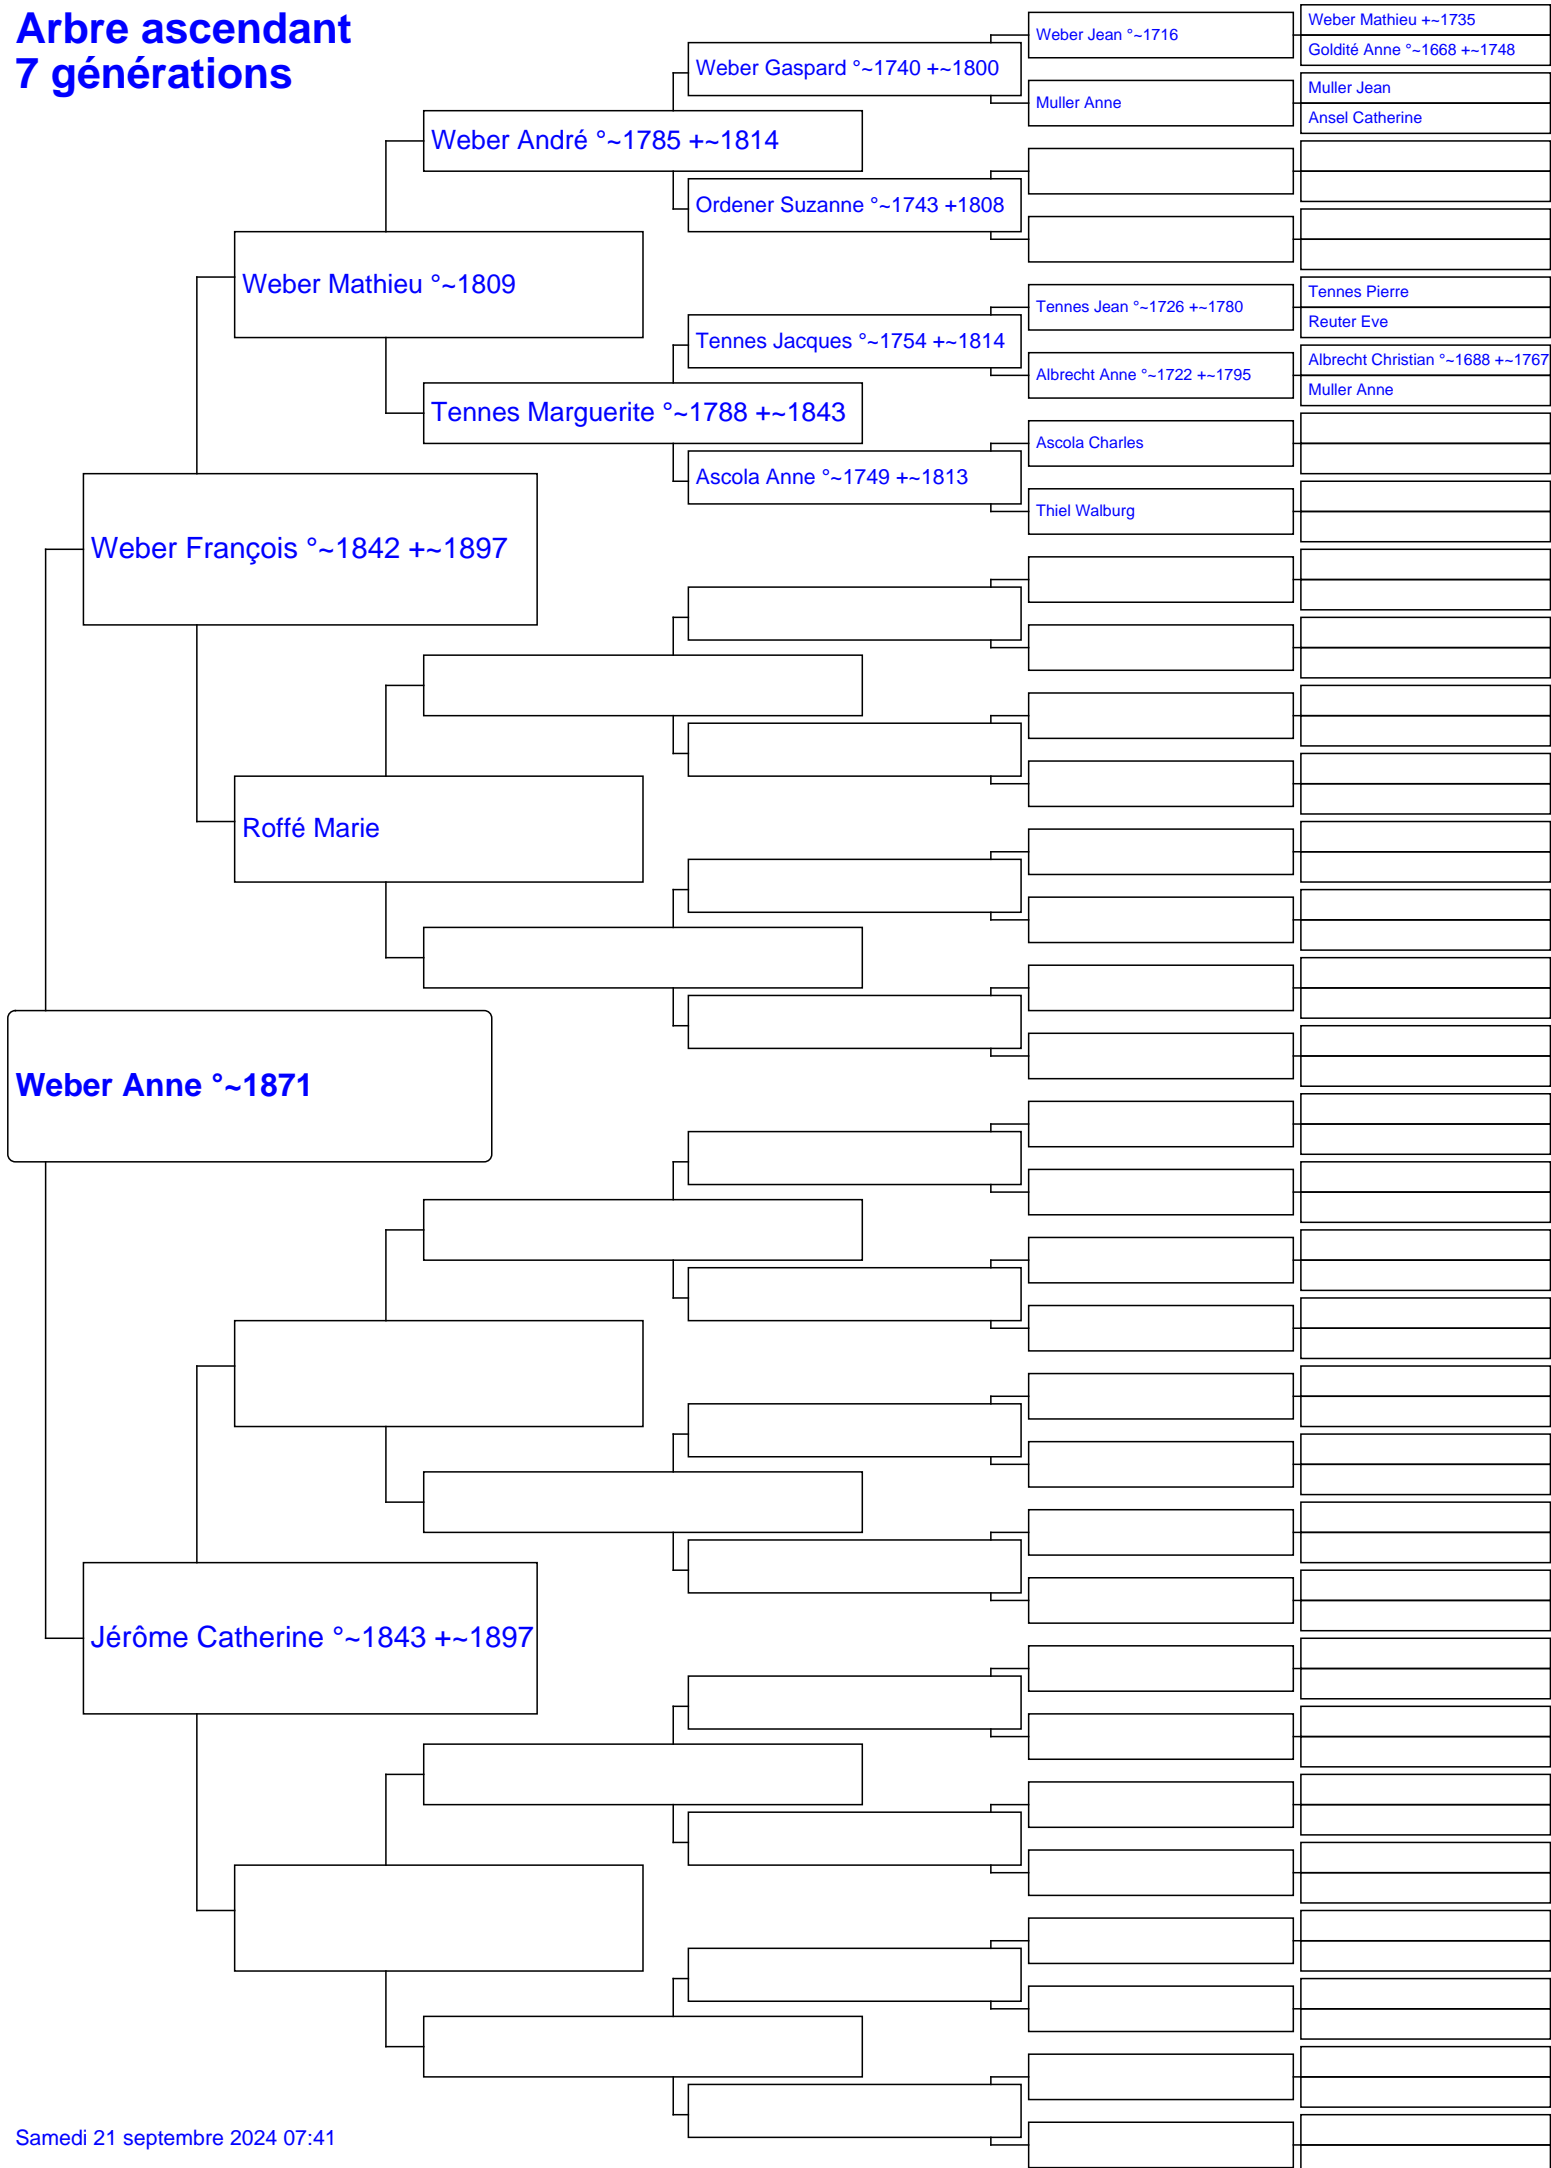 Arbre ascendant
7 générations
Weber Mathieu +~1735
Weber Jean °~1716
Goldité Anne °~1668 +~1748
Weber Gaspard °~1740 +~1800
Muller Jean
Muller Anne
Ansel Catherine
Weber André °~1785 +~1814
Ordener Suzanne °~1743 +1808
Weber Mathieu °~1809
Tennes Pierre
Tennes Jean °~1726 +~1780
Reuter Eve
Tennes Jacques °~1754 +~1814
Albrecht Christian °~1688 +~1767
Albrecht Anne °~1722 +~1795
Muller Anne
Tennes Marguerite °~1788 +~1843
Ascola Charles
Ascola Anne °~1749 +~1813
Thiel Walburg
Weber François °~1842 +~1897
Roffé Marie
Weber Anne °~1871
Jérôme Catherine °~1843 +~1897
Samedi 21 septembre 2024 07:41